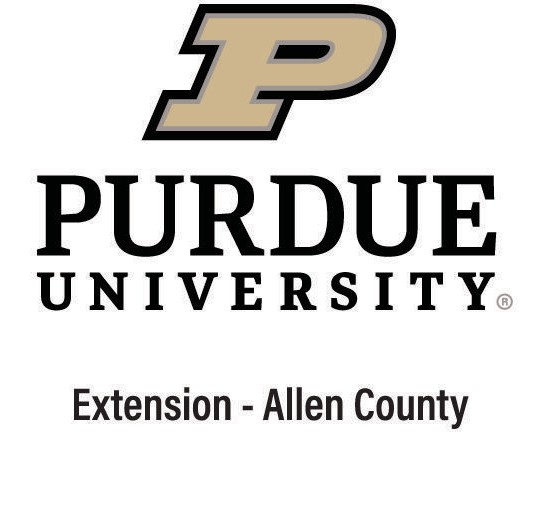 P
PURDUE
UNIVERSITY®
Extension - Allen County